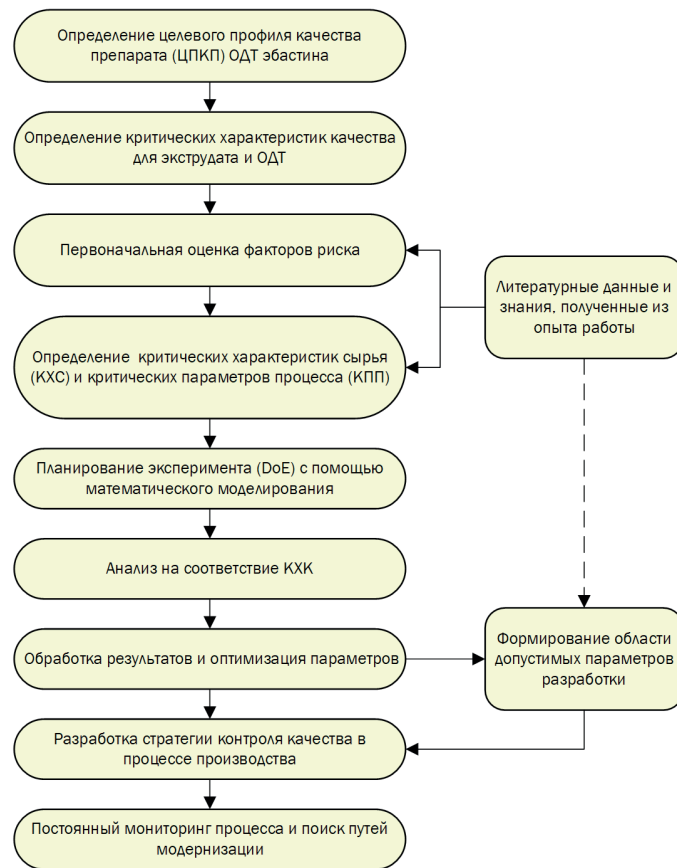 Определение целевого профиля качества
препарата (ЦПКП) ОДТ эбастина
Определение критических характеристик качества
для экструдата и ОДТ
Первоначальная оценка факторов риска
Литературные данные и
знания, полученные из
опыта работы
Определение критических характеристик сырья
(КХС) и критических параметров процесса (КПП)
Планирование эксперимента (DoE) с помощью
математического моделирования
Анализ на соответствие КХК
Обработка результатов и оптимизация параметров
Формирование области
допустимых параметров
разработки
Разработка стратегии контроля качества в
процессе производства
Постоянный мониторинг процесса и поиск путей
модернизации